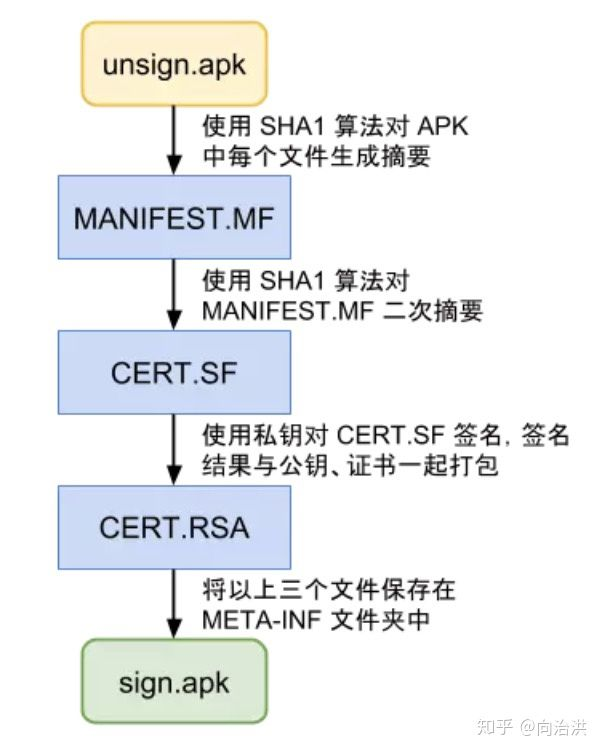 unsign.apk
使用 SHA1 算法对 APK
中每个文件生成摘要
MANIFEST.MF
使用 SHA1 算法对
MANIFEST.MF 二次摘要
CERT.SF
使用私钥对 CERT.SF 签名，签名
结果与公钥、证书一起打包
CERT.RSA
将以上三个文件保存在
META-INF 文件夹中
sign.apk
知乎 @向治洪